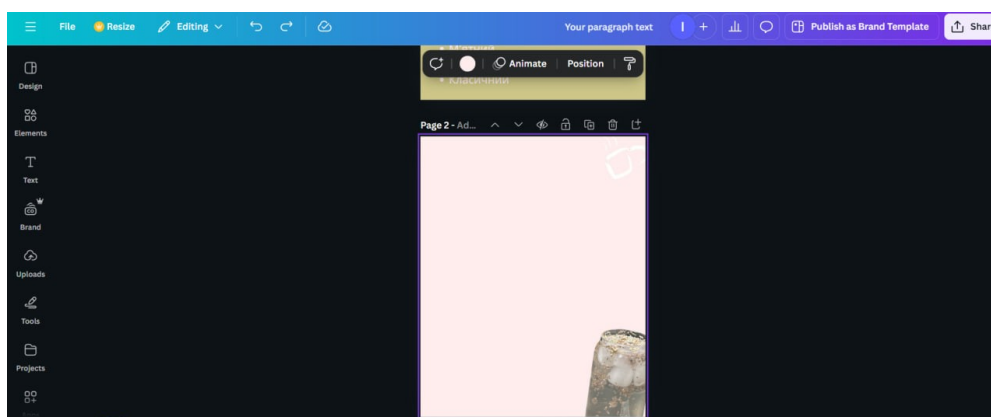 File Resize Editing Your paragraph text I + Publish as Brand Template Shar
М'ятний
Animate Position
Класичний
Design
Page 2 - Ad...
Elements
Text
Brand
Uploads
Tools
Projects